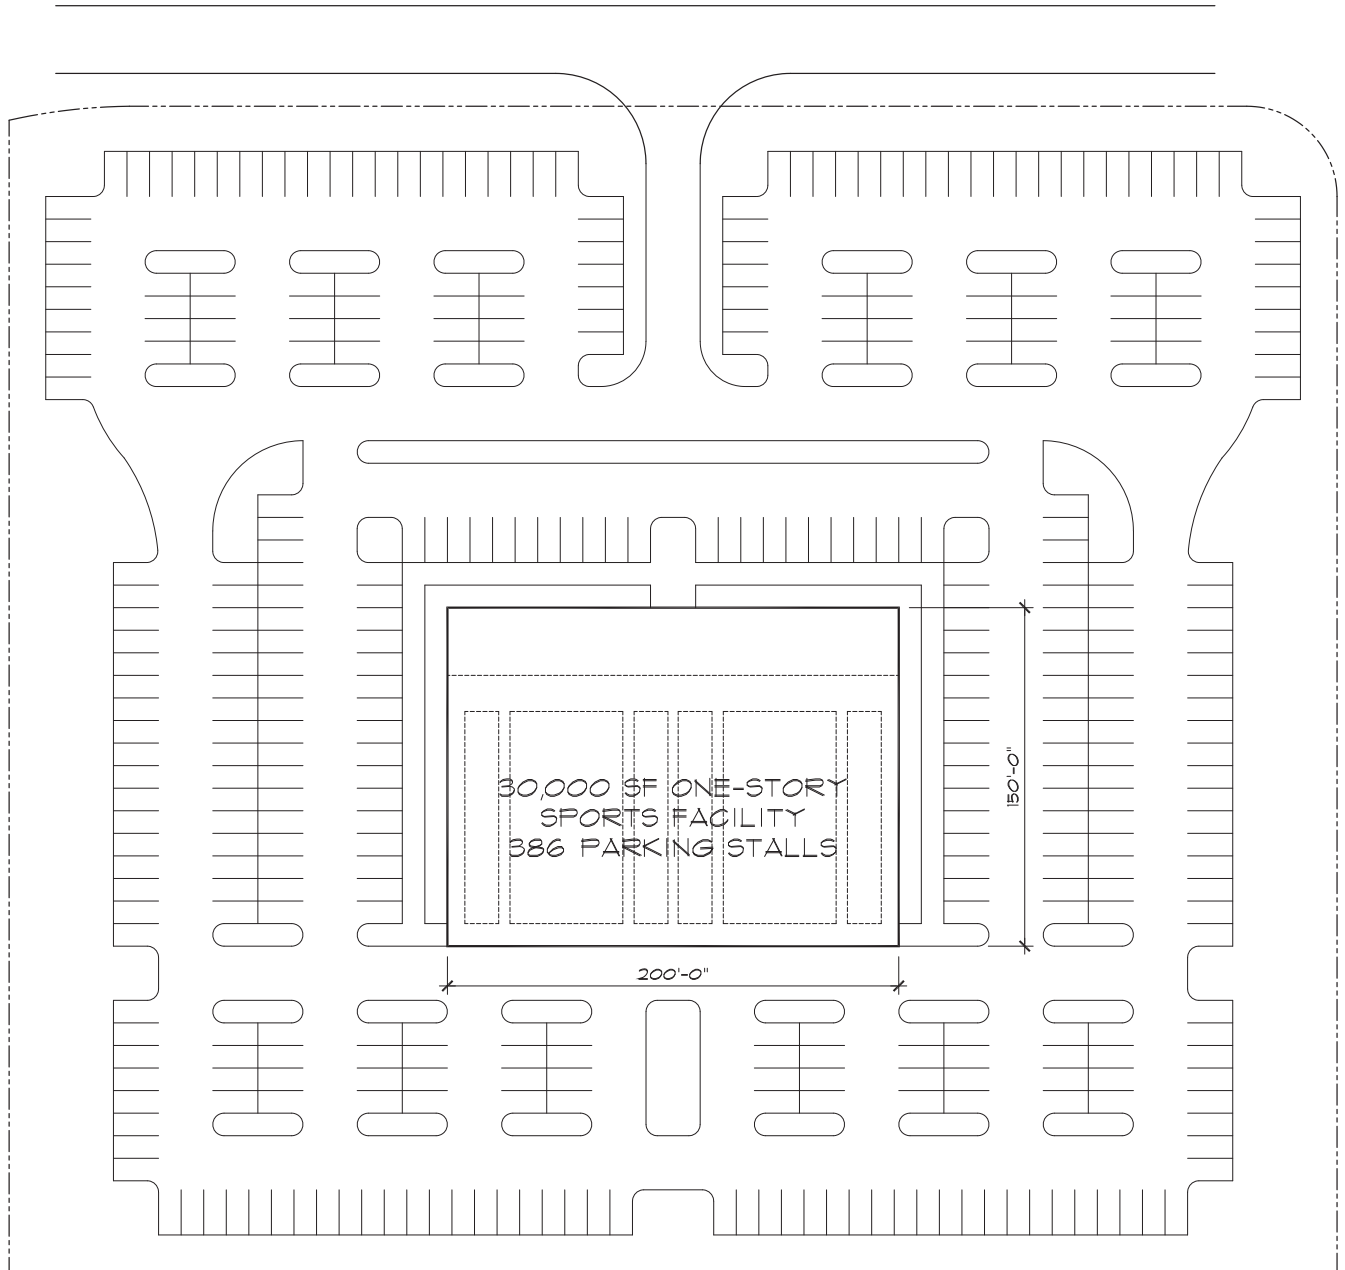 150'-0"
30,000 SF ONE-STORY
SPORTS FACILITY
386 PARKING STALLS
200'-0"